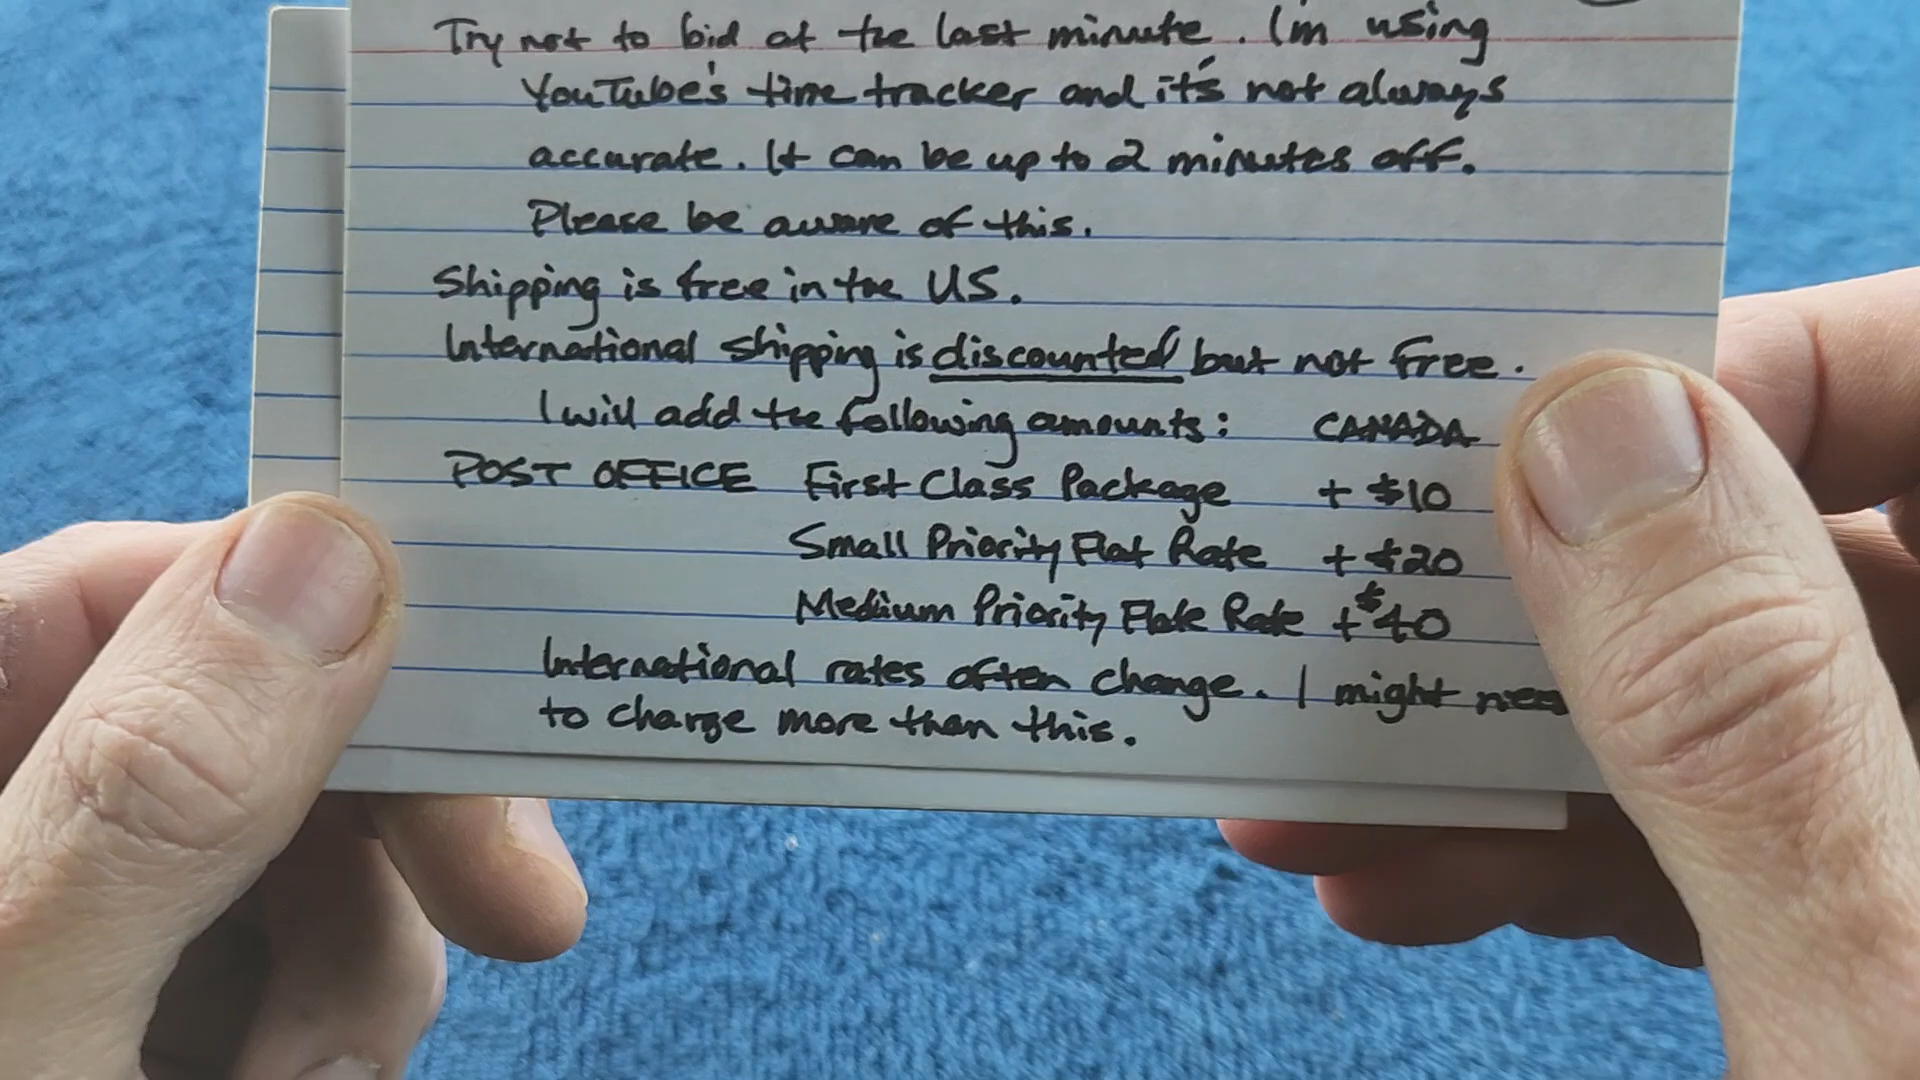 Try not to bid at the last minute. I'm using
YouTube's time tracker and it's not always
accurate. It can be up to 2 minutes off.
Please be aware of this.
Shipping is free in the US.
International shipping is discounted but not free.
I will add the following amounts: CANADA
POST OFFICE First Class Package + $10
Small Priority Flat Rate + $20
Medium Priority Flate Rate + $40
International rates often change. I might
to charge more than this.